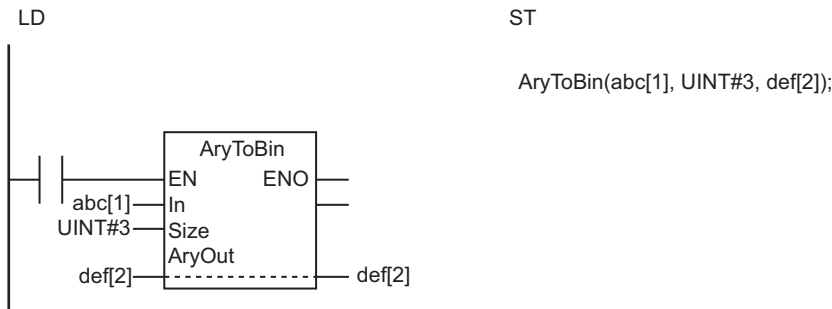 LD
ST
AryToBin(abc[1], UINT#3, def[2]);
AryToBin
EN ENO
abc[1] In
UINT#3 Size
AryOut
def[2] def[2]